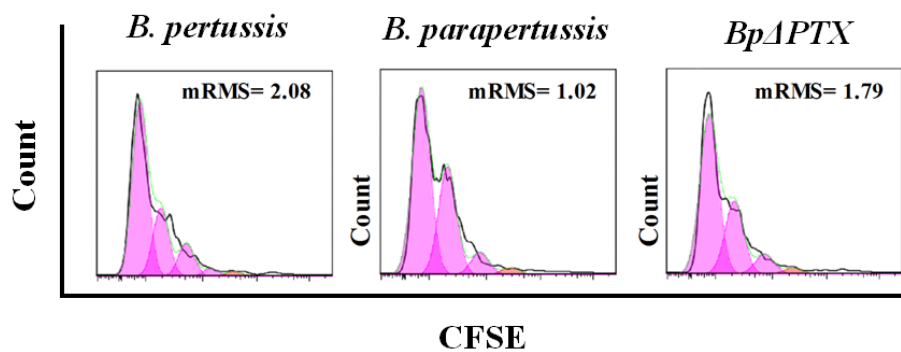 B. pertussis
B. parapertussis
BpΔPTX
mRMS= 2.08
mRMS= 1.02
mRMS= 1.79
Count
Count
Count
CFSE